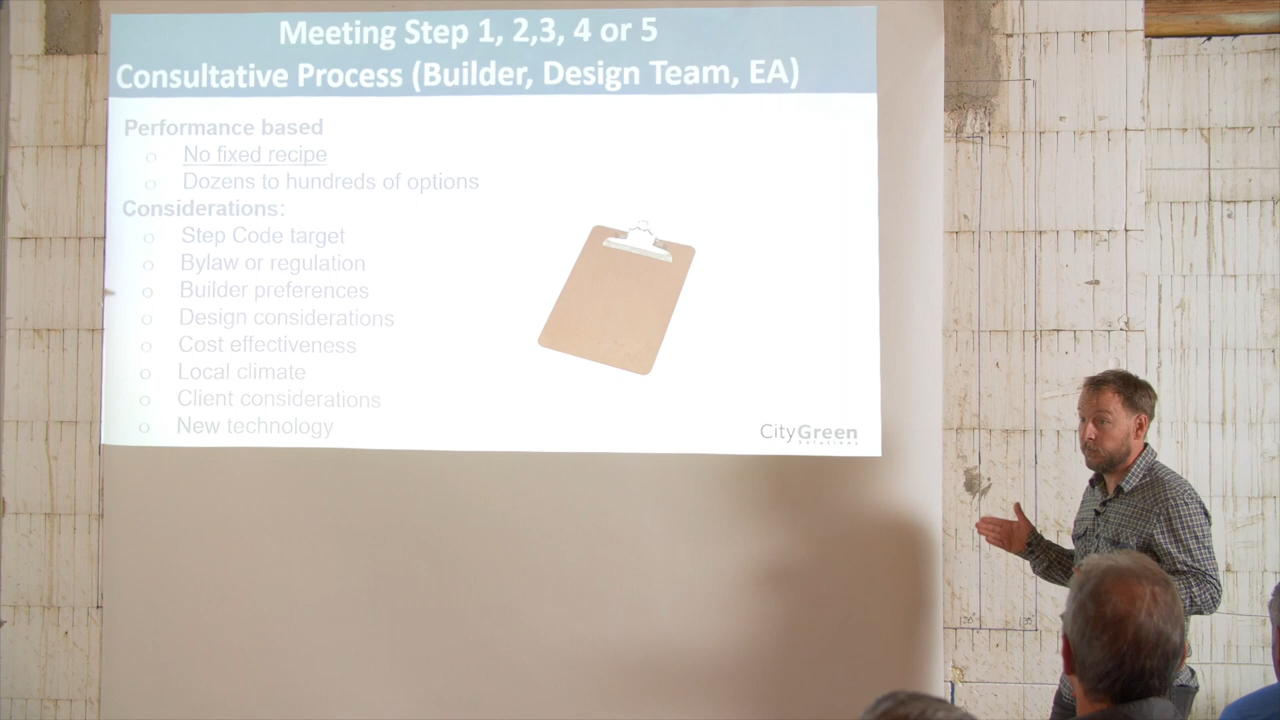 Meeting Step 1, 2,3, 4 or 5
Consultative Process (Builder, Design Team, EA)
Performance based
o No fixed recipe
o Dozens to hundreds of options
Considerations:
o Step Code target
o Bylaw or regulation
o Builder preferences
o Design considerations
o Cost effectiveness
o Local climate
o Client considerations
o New technology
CityGreen
Solutions